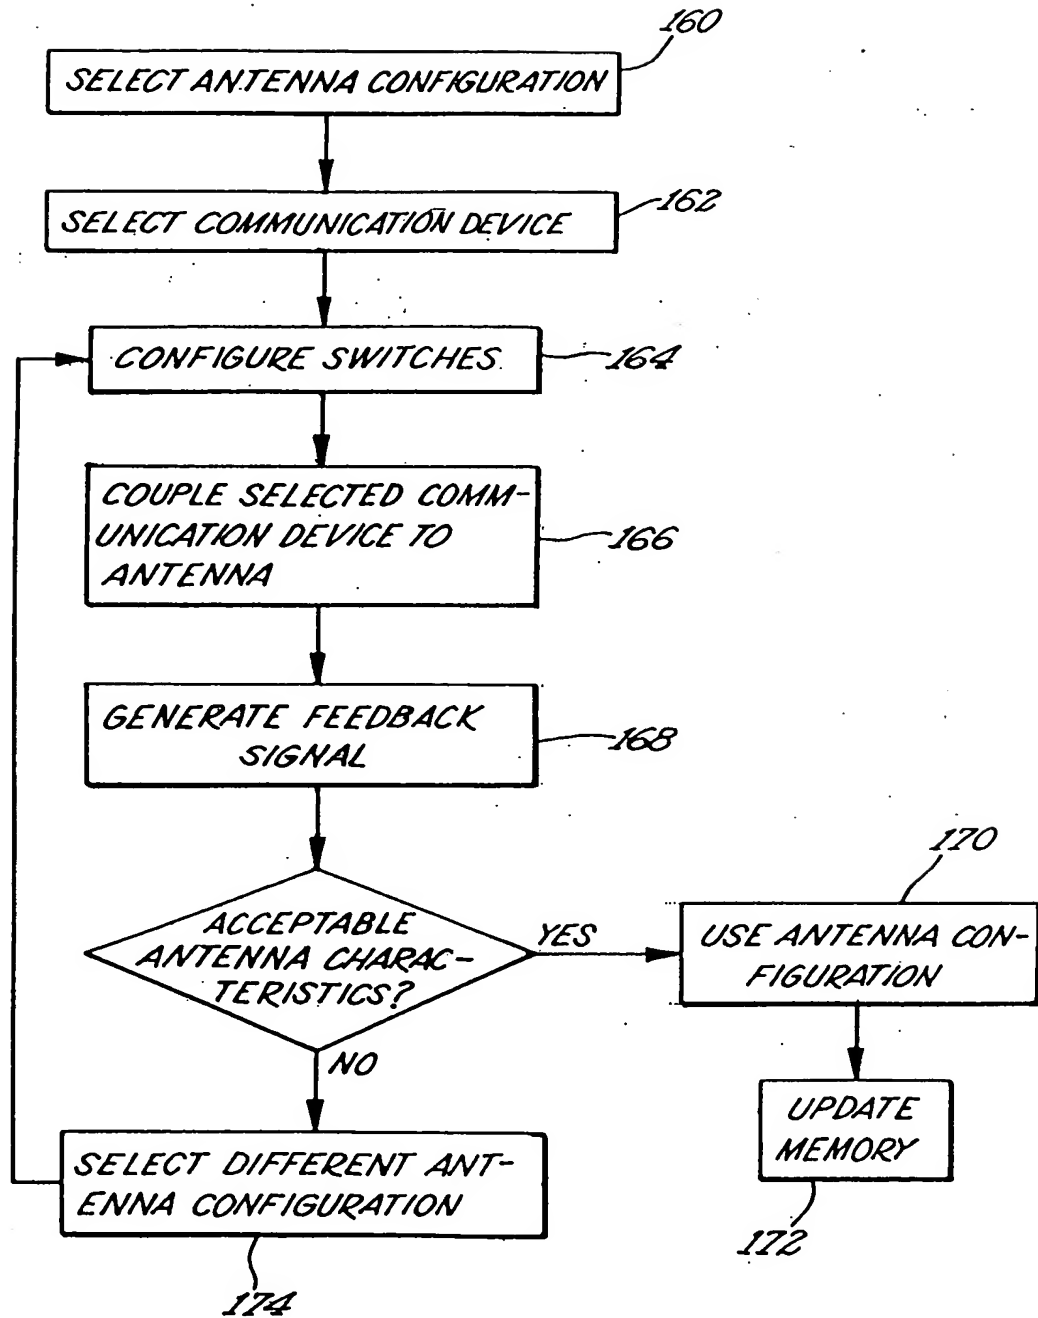 160
SELECT ANTENNA CONFIGURATION
SELECT COMMUNICATION DEVICE
162
CONFIGURE SWITCHES
164
COUPLE SELECTED COMM-
UNICATION DEVICE TO
ANTENNA
166
GENERATE FEEDBACK
SIGNAL
168
ACCEPTABLE
ANTENNA CHARAC-
TERISTICS?
YES
NO
170
USE ANTENNA CON-
FIGURATION
UPDATE
MEMORY
172
SELECT DIFFERENT ANT-
ENNA CONFIGURATION
174